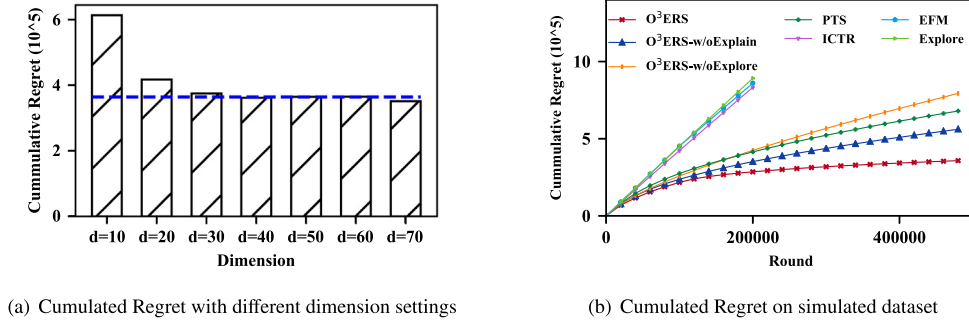 Cummulative Regret (10^5)
6
4
2
0
d=10 d=20 d=30 d=40 d=50 d=60 d=70
Dimension
(a) Cumulated Regret with different dimension settings
Cumulative Regret (10^5)
O³ERS
O³ERS-w/oExplain
O³ERS-w/oExplore
PTS
ICTR
EFM
Explore
10
5
0
0 200000 400000
Round
(b) Cumulated Regret on simulated dataset